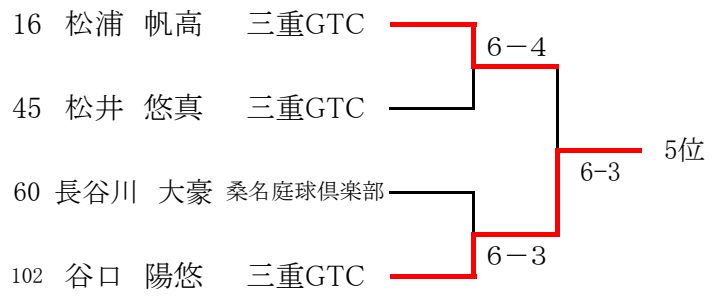 16 松浦 帆高 三重GTC
6－4
45 松井 悠真 三重GTC
5位
6-3
60 長谷川 大豪 桑名庭球倶楽部
6－3
102 谷口 陽悠 三重GTC